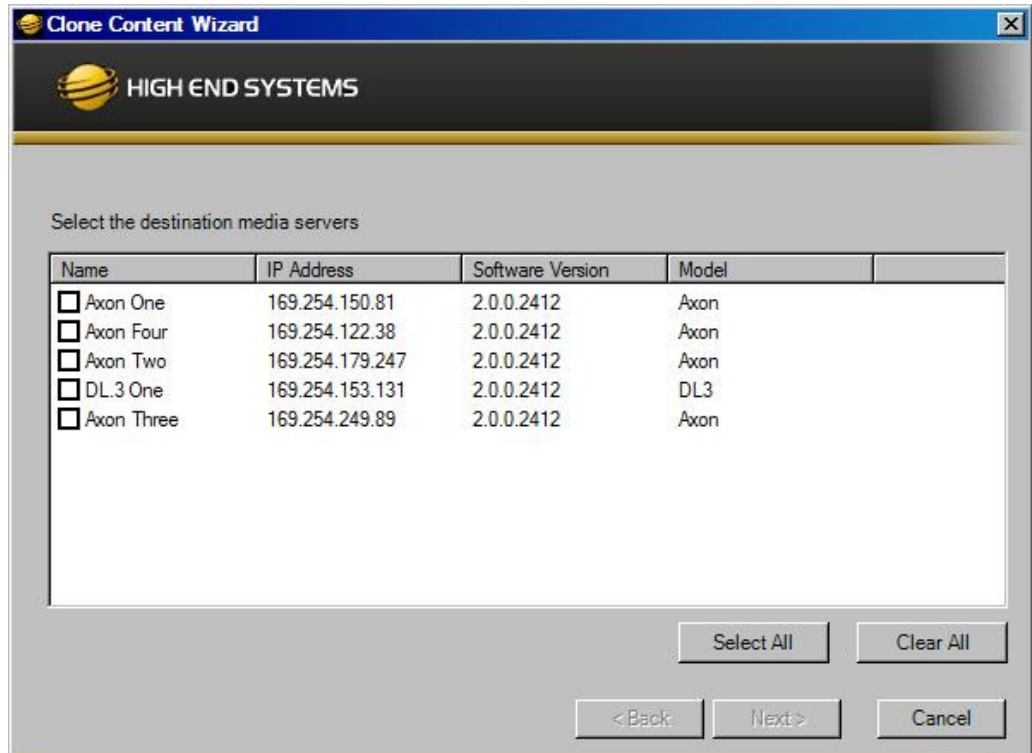 Clone Content Wizard
HIGH END SYSTEMS
Select the destination media servers
Name IP Address Software Version Model
Axon One 169.254.150.81 2.0.0.2412 Axon
Axon Four 169.254.122.38 2.0.0.2412 Axon
Axon Two 169.254.179.247 2.0.0.2412 Axon
DL.3 One 169.254.153.131 2.0.0.2412 DL3
Axon Three 169.254.249.89 2.0.0.2412 Axon
Select All Clear All
< Back Next > Cancel